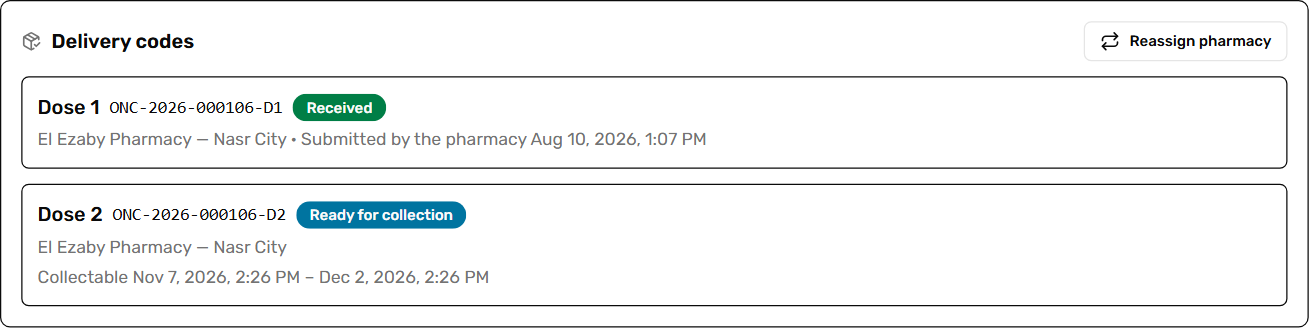 Delivery codes
Reassign pharmacy
Dose 1 ONC-2026-000106-D1 Received
El Ezaby Pharmacy — Nasr City • Submitted by the pharmacy Aug 10, 2026, 1:07 PM
Dose 2 ONC-2026-000106-D2 Ready for collection
El Ezaby Pharmacy — Nasr City
Collectable Nov 7, 2026, 2:26 PM – Dec 2, 2026, 2:26 PM